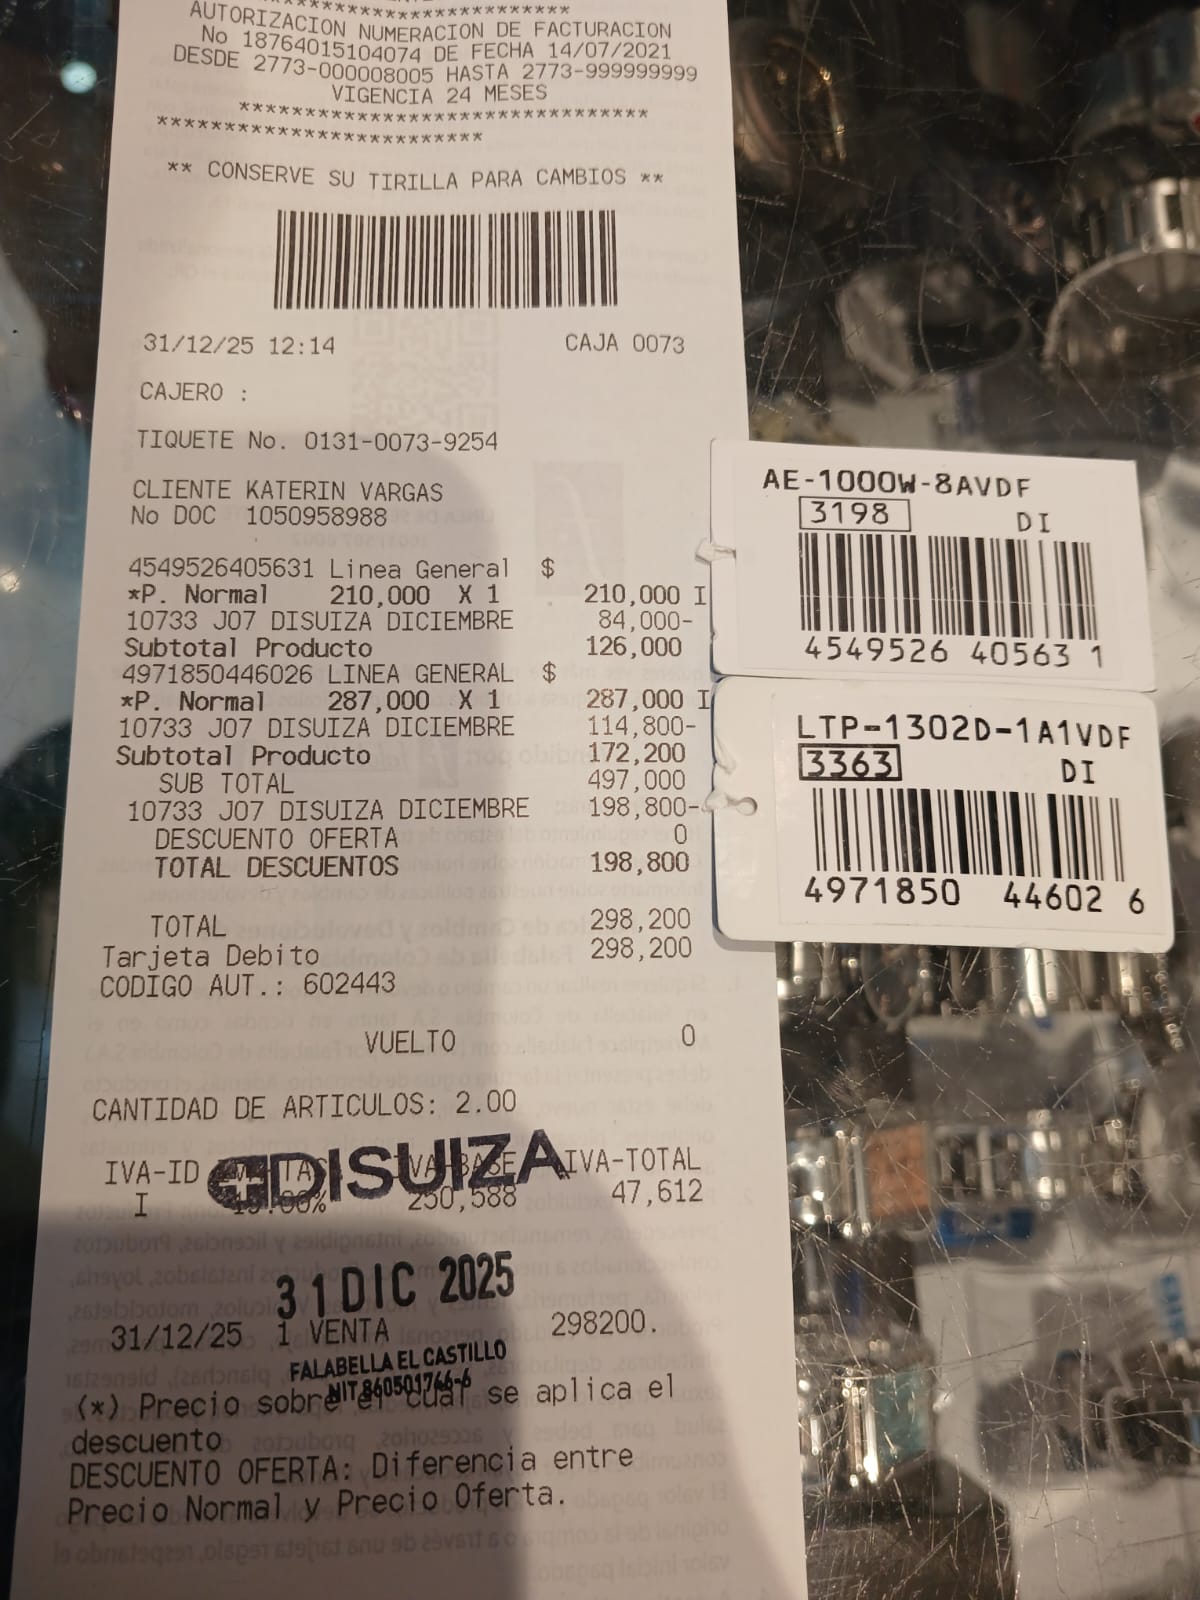 ************************
AUTORIZACION NUMERACION DE FACTURACION
No 18764015104074 DE FECHA 14/07/2021
DESDE 2773-000008005 HASTA 2773-999999999
VIGENCIA 24 MESES
**********************************
***************************
** CONSERVE SU TIRILLA PARA CAMBIOS **
31/12/25 12:14 CAJA 0073
CAJERO :
TIQUETE No. 0131-0073-9254
CLIENTE KATERIN VARGAS
No DOC 1050958988
4549526405631 Linea General $
*P. Normal 210,000 X 1 210,000 I
10733 J07 DISUIZA DICIEMBRE 84,000-
Subtotal Producto 126,000
4971850446026 LINEA GENERAL $
*P. Normal 287,000 X 1 287,000 I
10733 J07 DISUIZA DICIEMBRE 114,800-
Subtotal Producto 172,200
SUB TOTAL 497,000
10733 J07 DISUIZA DICIEMBRE 198,800-
DESCUENTO OFERTA 0
TOTAL DESCUENTOS 198,800
TOTAL 298,200
Tarjeta Debito 298,200
CODIGO AUT.: 602443
VUELTO 0
CANTIDAD DE ARTICULOS: 2.00
IVA-ID IVA-BASE IVA-TOTAL
DISUIZA
I 19.00% 250,588 47,612
31 DIC 2025
31/12/25 1 VENTA 298200.
FALABELLA EL CASTILLO
NIT.860501766-6
(*) Precio sobre el cual se aplica el
descuento
DESCUENTO OFERTA: Diferencia entre
Precio Normal y Precio Oferta.
AE-1000W-8AVDF
3198 DI
4549526 40563 1
LTP-1302D-1A1VDF
3363 DI
4971850 44602 6